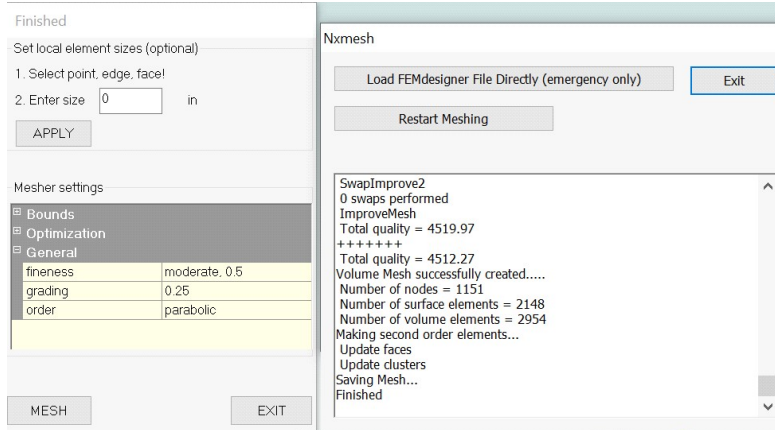 Finished
Set local element sizes (optional)
1. Select point, edge, face!
2. Enter size 0 in
APPLY
Mesher settings
Bounds
Optimization
General
fineness moderate, 0.5
grading 0.25
order parabolic
MESH EXIT
Nxmesh
Load FEMdesigner File Directly (emergency only) Exit
Restart Meshing
SwapImprove2
0 swaps performed
ImproveMesh
Total quality = 4519.97
+++++++
Total quality = 4512.27
Volume Mesh successfully created.....
Number of nodes = 1151
Number of surface elements = 2148
Number of volume elements = 2954
Making second order elements...
Update faces
Update clusters
Saving Mesh...
Finished